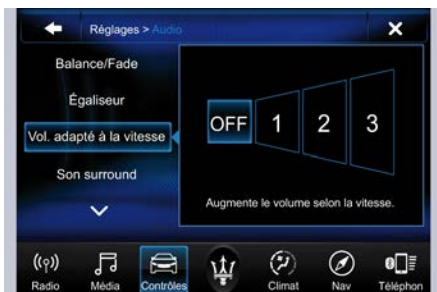 Réglages > Audio
Balance/Fade
Égaliseur
Vol. adapté à la vitesse
Son surround
OFF 1 2 3
Augmente le volume selon la vitesse.
Radio Média Contrôles Climat Nav Téléphon